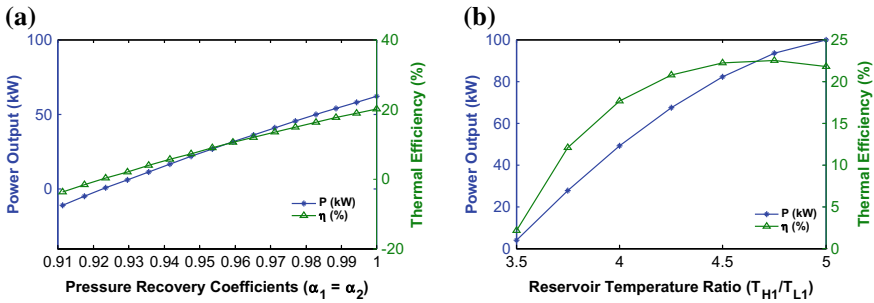 (a)
100
50
0
Power Output (kW)
40
20
0
-20
Thermal Efficiency (%)
P (kW)
η (%)
0.91 0.92 0.93 0.94 0.95 0.96 0.97 0.98 0.99 1
Pressure Recovery Coefficients (α1 = α2)
(b)
100
80
60
40
20
0
Power Output (kW)
25
20
15
10
5
0
Thermal Efficiency (%)
P (kW)
η (%)
3.5 4 4.5 5
Reservoir Temperature Ratio (TH1/TL1)